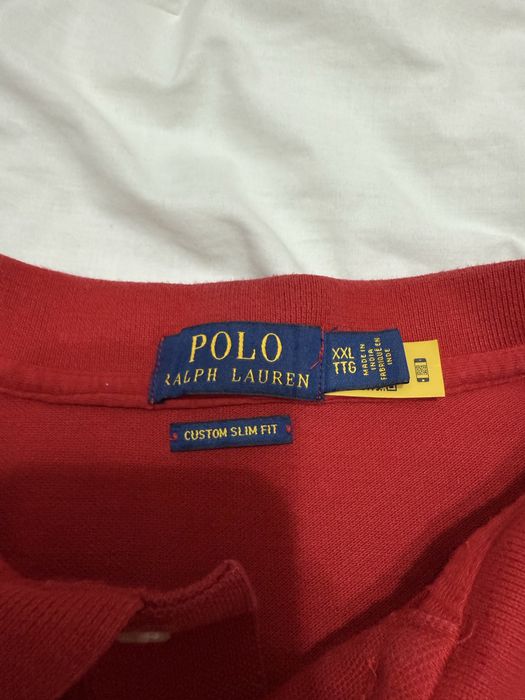 POLO
RALPH LAUREN
XXL
TTG
MADE IN
INDIA
FABRIQUÉ EN
INDE
CUSTOM SLIM FIT